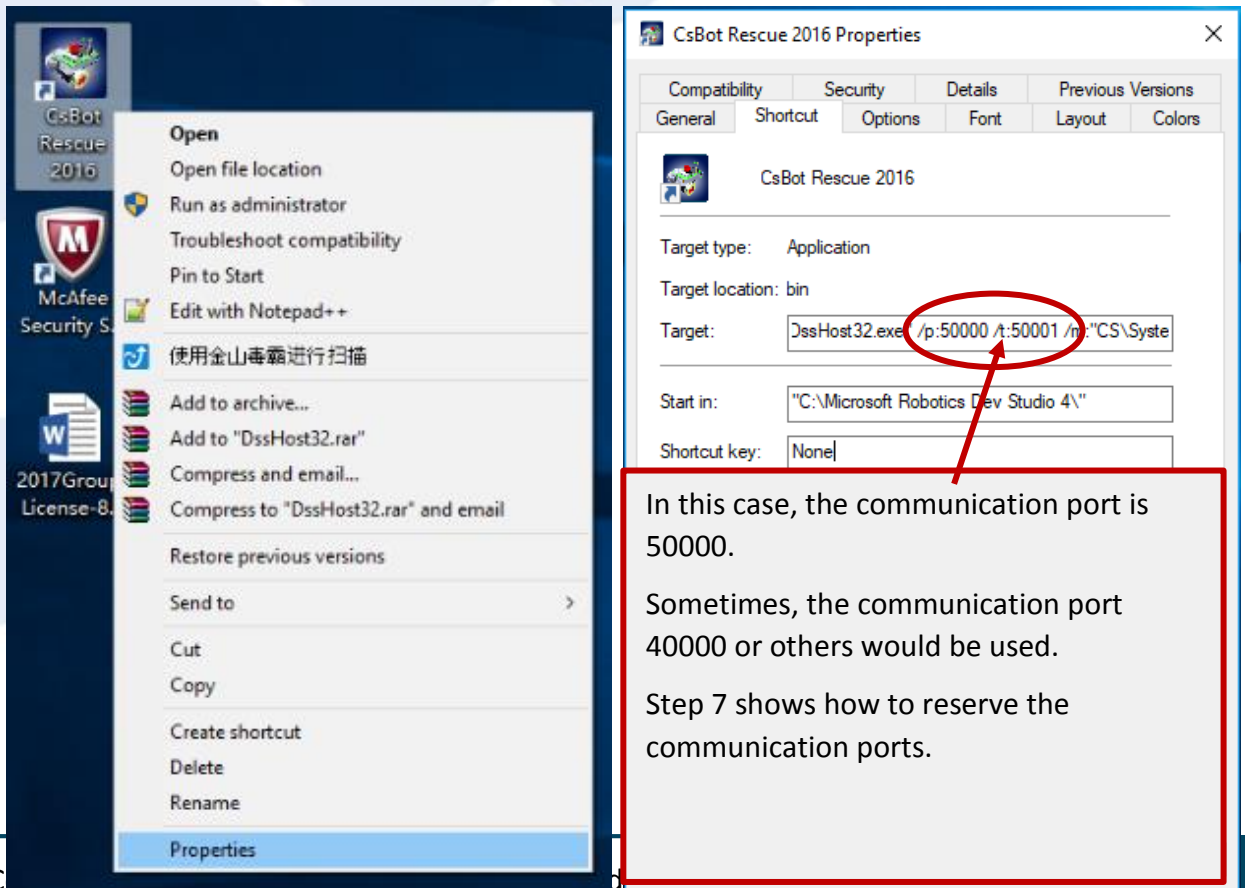 CsBot
Rescue
2016
McAfee
Security S.
W
2017Group
License-8.
Open
Open file location
Run as administrator
Troubleshoot compatibility
Pin to Start
Edit with Notepad++
使用金山毒霸进行扫描
Add to archive...
Add to "DssHost32.rar"
Compress and email...
Compress to "DssHost32.rar" and email
Restore previous versions
Send to
Cut
Copy
Create shortcut
Delete
Rename
Properties
CsBot Rescue 2016 Properties
Compatibility Security Details Previous Versions
General Shortcut Options Font Layout Colors
CsBot Rescue 2016
Target type: Application
Target location: bin
Target: DssHost32.exe" /p:50000 /t:50001 /m:"CS\Syste
Start in: "C:\Microsoft Robotics Dev Studio 4\"
Shortcut key: None
In this case, the communication port is
50000.
Sometimes, the communication port
40000 or others would be used.
Step 7 shows how to reserve the
communication ports.